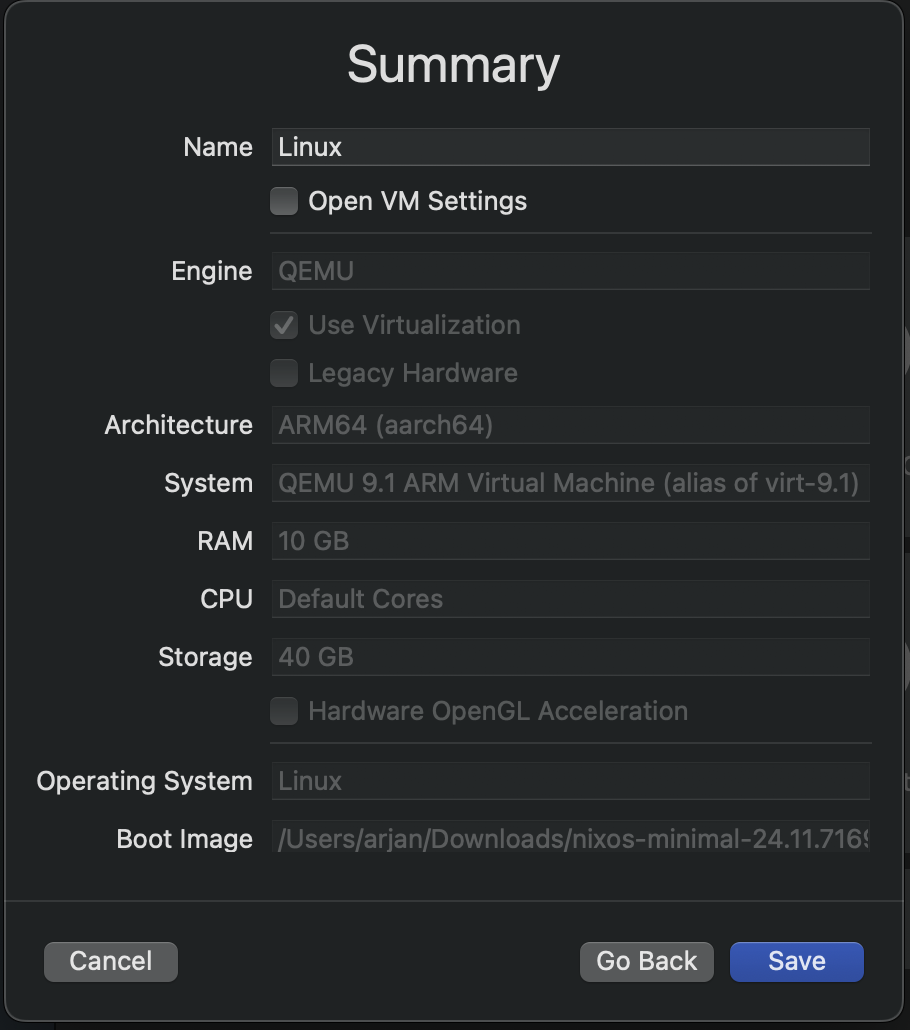 Summary
Name Linux
Open VM Settings
Engine QEMU
Use Virtualization
Legacy Hardware
Architecture ARM64 (aarch64)
System QEMU 9.1 ARM Virtual Machine (alias of virt-9.1)
RAM 10 GB
CPU Default Cores
Storage 40 GB
Hardware OpenGL Acceleration
Operating System Linux
Boot Image /Users/arjan/Downloads/nixos-minimal-24.11.7169
Cancel Go Back Save